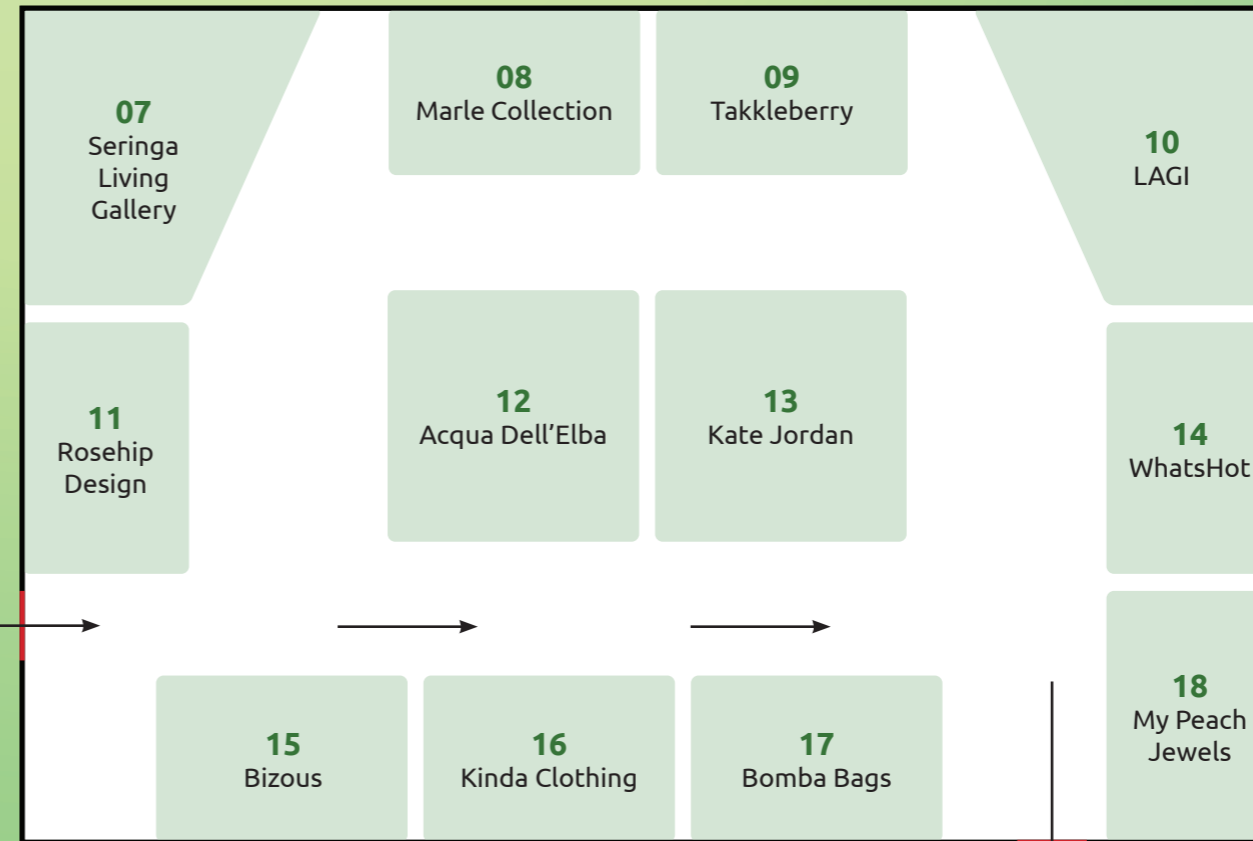 07
Seringa
Living
Gallery
08
Marle Collection
09
Takkleberry
10
LAGI
11
Rosehip
Design
12
Acqua Dell’Elba
13
Kate Jordan
14
WhatsHot
15
Bizous
16
Kinda Clothing
17
Bomba Bags
18
My Peach
Jewels